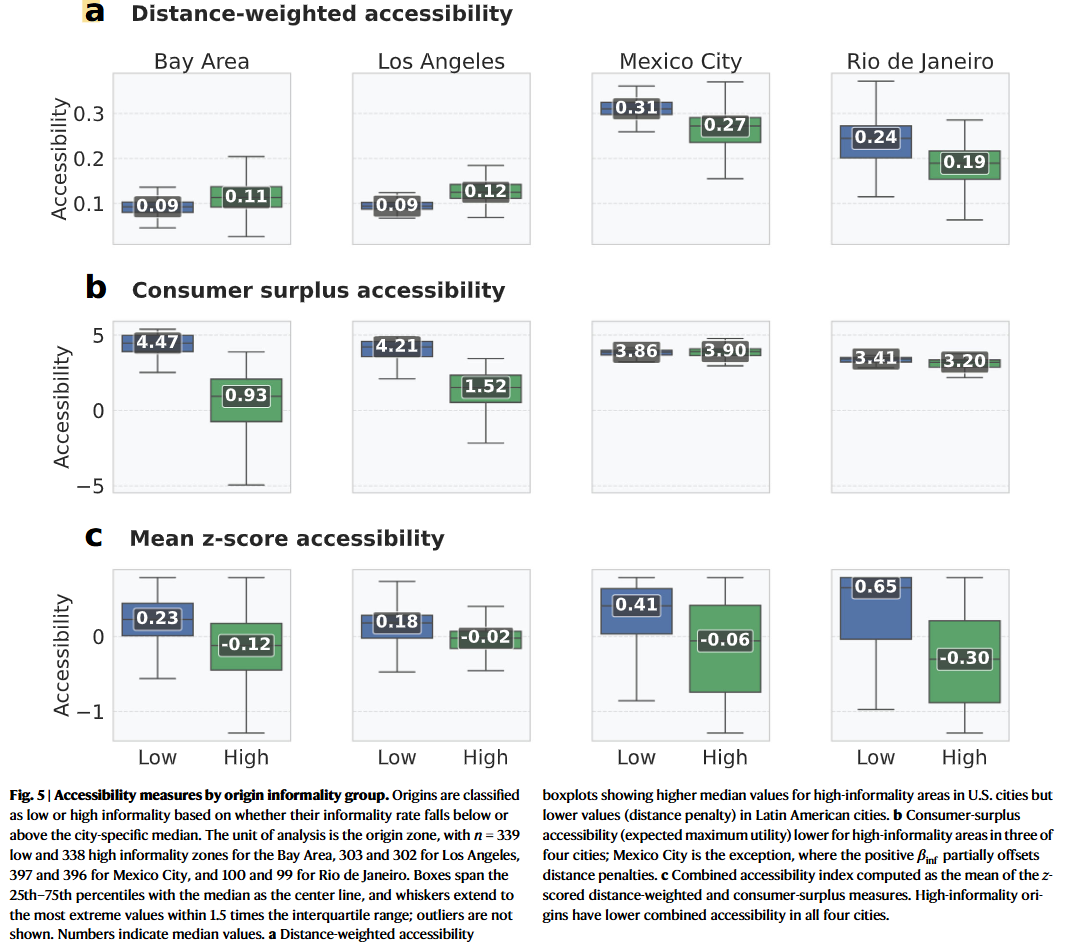 a Distance-weighted accessibility
Bay Area Los Angeles Mexico City Rio de Janeiro
Accessibility
0.3
0.2
0.1
0.09 0.11 0.09 0.12 0.31 0.27 0.24 0.19
b Consumer surplus accessibility
Accessibility
5
0
−5
4.47 0.93 4.21 1.52 3.86 3.90 3.41 3.20
c Mean z-score accessibility
Accessibility
0
−1
0.23 -0.12 0.18 -0.02 0.41 -0.06 0.65 -0.30
Low High Low High Low High Low High
Fig. 5 | Accessibility measures by origin informality group. Origins are classified
as low or high informality based on whether their informality rate falls below or
above the city-specific median. The unit of analysis is the origin zone, with n = 339
low and 338 high informality zones for the Bay Area, 303 and 302 for Los Angeles,
397 and 396 for Mexico City, and 100 and 99 for Rio de Janeiro. Boxes span the
25th–75th percentiles with the median as the center line, and whiskers extend to
the most extreme values within 1.5 times the interquartile range; outliers are not
shown. Numbers indicate median values. a Distance-weighted accessibility
boxplots showing higher median values for high-informality areas in U.S. cities but
lower values (distance penalty) in Latin American cities. b Consumer-surplus
accessibility (expected maximum utility) lower for high-informality areas in three of
four cities; Mexico City is the exception, where the positive βinf partially offsets
distance penalties. c Combined accessibility index computed as the mean of the z-
scored distance-weighted and consumer-surplus measures. High-informality ori-
gins have lower combined accessibility in all four cities.